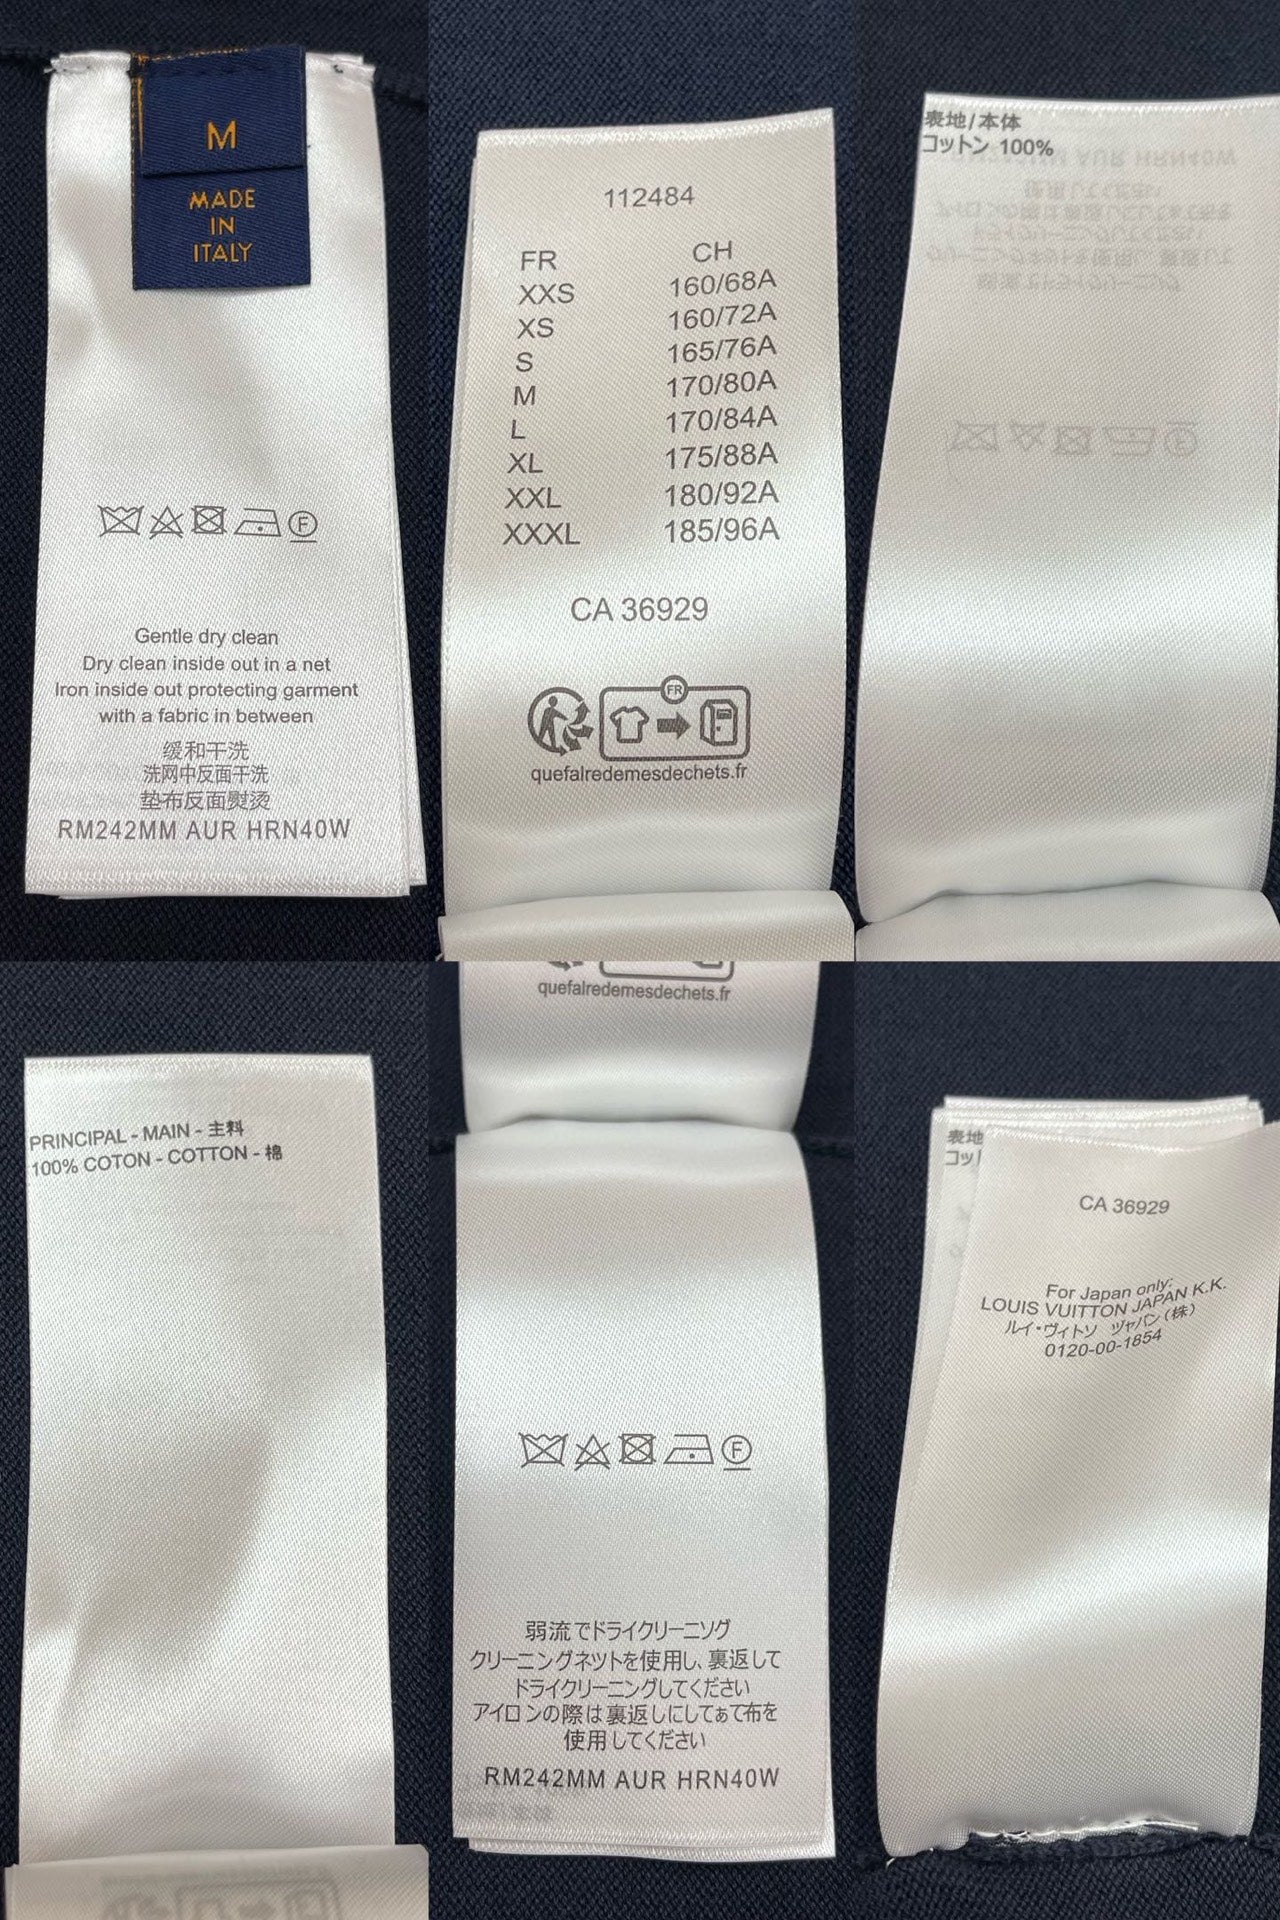 M
MADE
IN
ITALY
Gentle dry clean
Dry clean inside out in a net
Iron inside out protecting garment
with a fabric in between
缓和干洗
洗网中反面干洗
垫布反面熨烫
RM242MM AUR HRN40W
112484
FR CH
XXS 160/68A
XS 160/72A
S 165/76A
M 170/80A
L 170/84A
XL 175/88A
XXL 180/92A
XXXL 185/96A
CA 36929
FR
quefalredemesdechets.fr
表地/本体
コットン 100%
PRINCIPAL - MAIN - 主料
100% COTON - COTTON - 棉
quefalredemesdechets.fr
F
弱流でドライクリーニソグ
クリーニングネツトを使用し、裏返して
ドライクリーニングしてください
アイロンの際は裏返しにしてぁて布を
使用してください
RM242MM AUR HRN40W
表地
コッ
CA 36929
For Japan only:
LOUIS VUITTON JAPAN K.K.
ルイ・ヴィトソ ヅャパン(株)
0120-00-1854